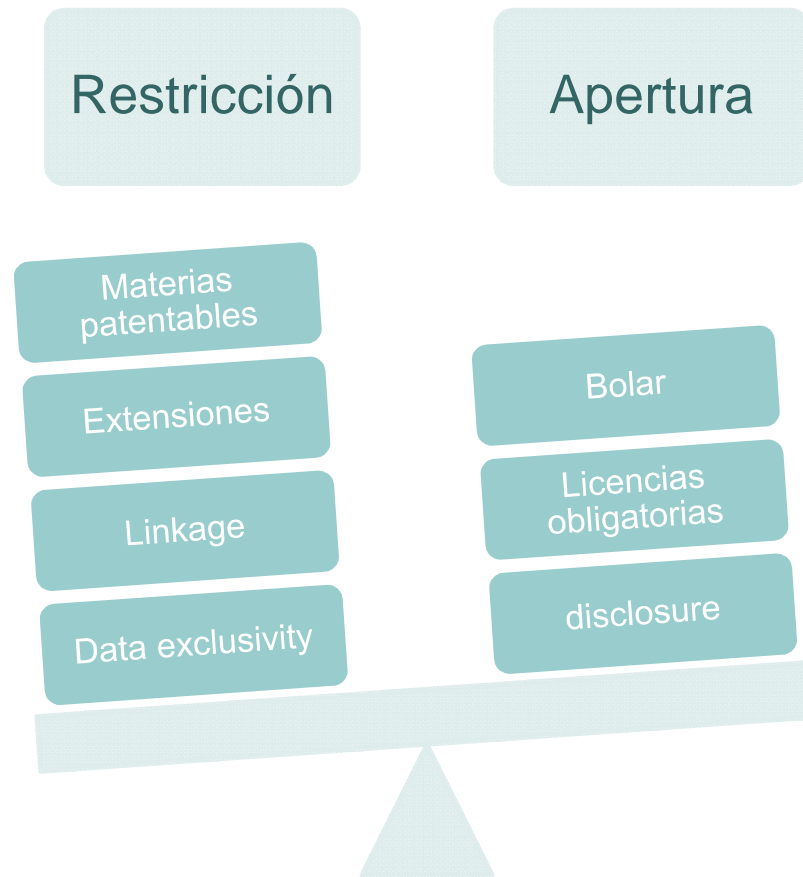 Restricción
Apertura
Materias
patentables
Extensiones
Linkage
Data exclusivity
Bolar
Licencias
obligatorias
disclosure